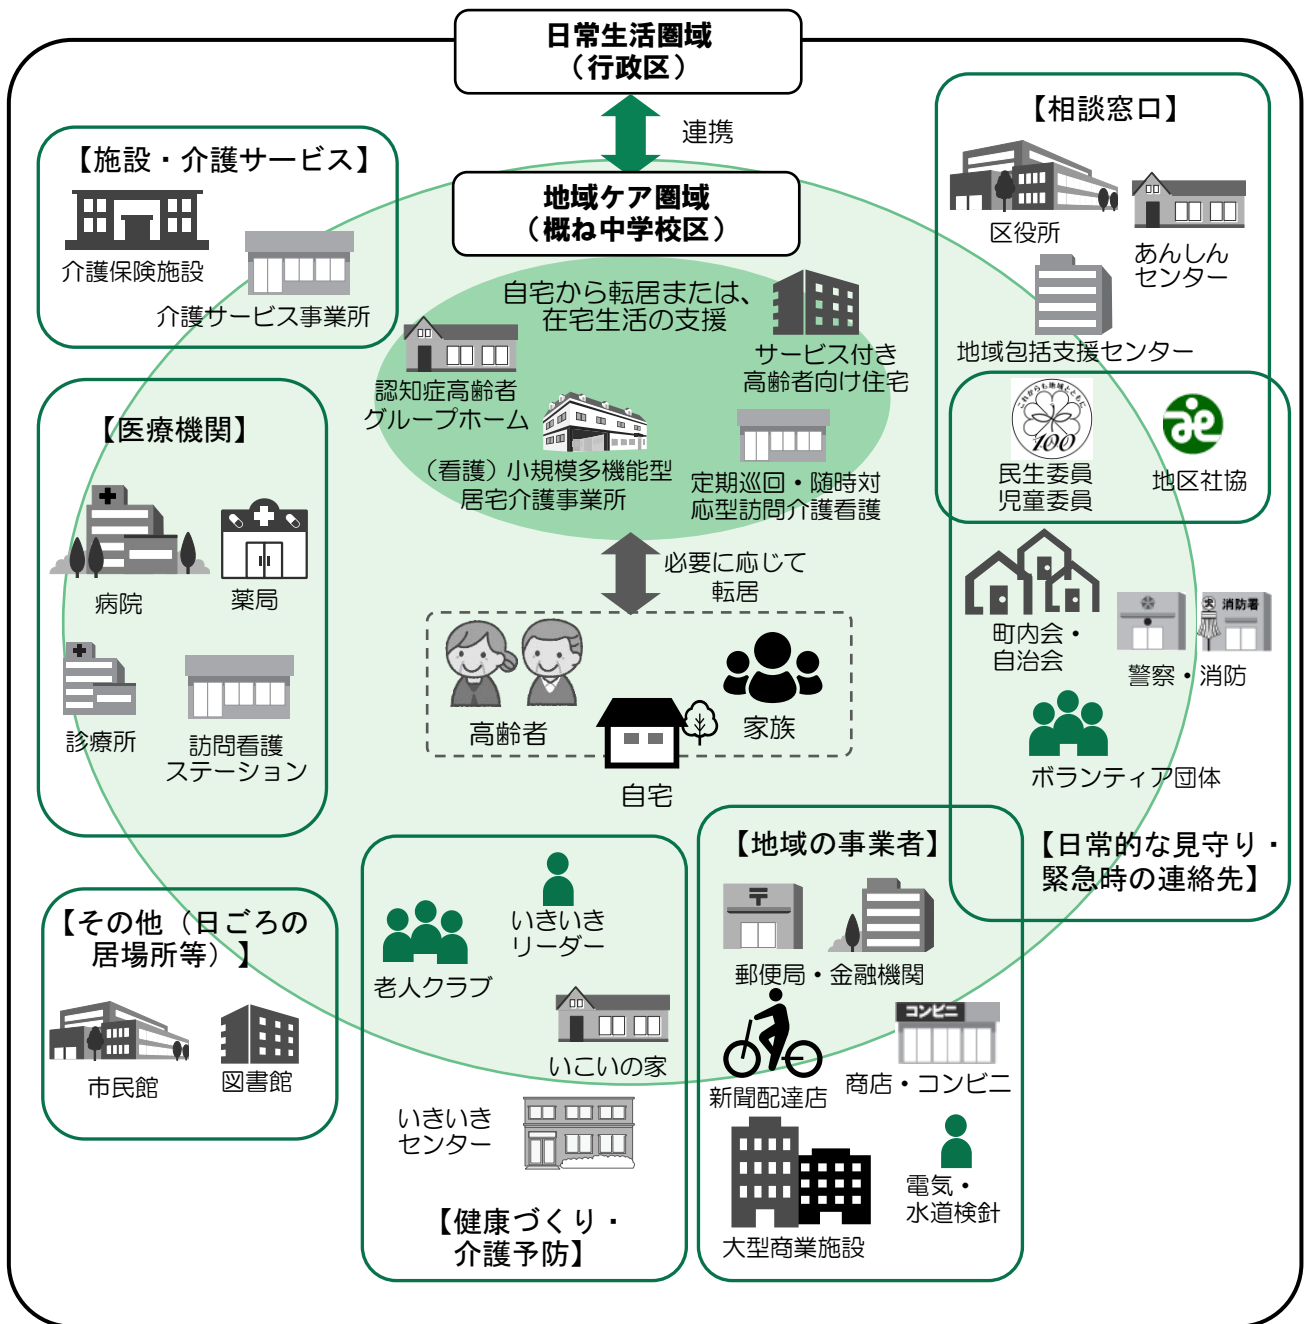 日常生活圏域
（行政区）
連携
地域ケア圏域
（概ね中学校区）
【施設・介護サービス】
介護保険施設
介護サービス事業所
【相談窓口】
区役所
あんしん
センター
地域包括支援センター
自宅から転居または、
在宅生活の支援
認知症高齢者
グループホーム
サービス付き
高齢者向け住宅
（看護）小規模多機能型
居宅介護事業所
定期巡回・随時対
応型訪問介護看護
【医療機関】
病院
薬局
診療所
訪問看護
ステーション
これからも地域とともに
100
民生委員
児童委員
地区社協
必要に応じて
転居
高齢者
家族
自宅
町内会・
自治会
消防署
警察・消防
ボランティア団体
【日常的な見守り・
緊急時の連絡先】
【その他（日ごろの
居場所等）】
市民館
図書館
いきいき
リーダー
老人クラブ
いこいの家
いきいき
センター
【健康づくり・
介護予防】
【地域の事業者】
〒
郵便局・金融機関
新聞配達店
コンビニ
商店・コンビニ
大型商業施設
電気・
水道検針